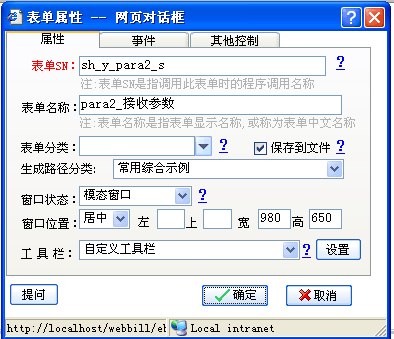 表单属性 -- 网页对话框
属性 事件 其他控制
表单SN: sh_y_para2_s ?
注:表单SN是指调用此表单时的程序调用名称
表单名称: para2_接收参数
注:表单名称是指表单显示名称,或称为表单中文名称
表单分类: ? 保存到文件 ?
生成路径分类: 常用综合示例
窗口状态: 模态窗口 ?
窗口位置: 居中 左 上 宽 980 高 650
工 具 栏: 自定义工具栏 ? 设置
提问 确定 取消
http://localhost/webbill/eb Local intranet